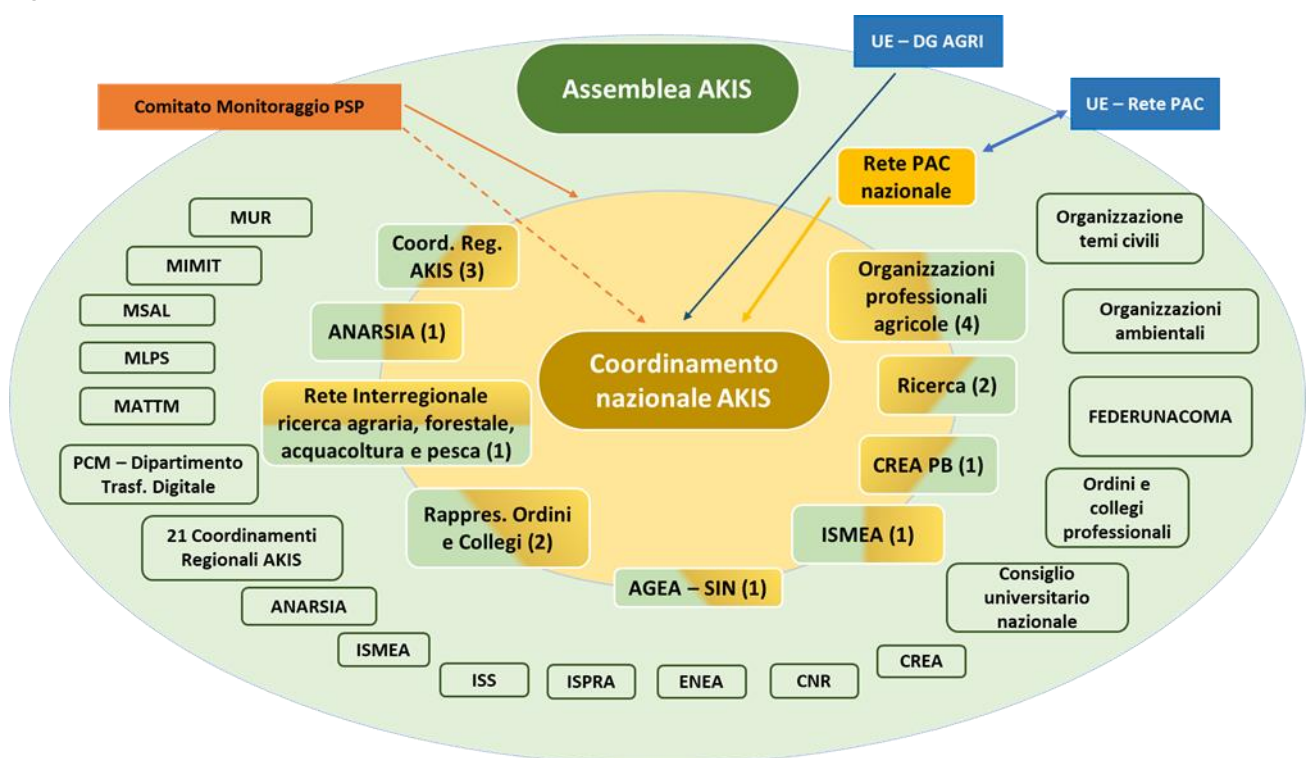 UE – DG AGRI
Assemblea AKIS
Comitato Monitoraggio PSP
UE – Rete PAC
Rete PAC
nazionale
MUR
MIMIT
MSAL
MLPS
MATTM
PCM – Dipartimento
Trasf. Digitale
21 Coordinamenti
Regionali AKIS
ANARSIA
ISMEA
ISS
ISPRA
ENEA
CNR
CREA
Consiglio
universitario
nazionale
Ordini e
collegi
professionali
FEDERUNACOMA
Organizzazioni
ambientali
Organizzazione
temi civili
Coord. Reg.
AKIS (3)
ANARSIA (1)
Rete Interregionale
ricerca agraria, forestale,
acquacoltura e pesca (1)
Rappres. Ordini
e Collegi (2)
AGEA – SIN (1)
ISMEA (1)
CREA PB (1)
Ricerca (2)
Organizzazioni
professionali
agricole (4)
Coordinamento
nazionale AKIS